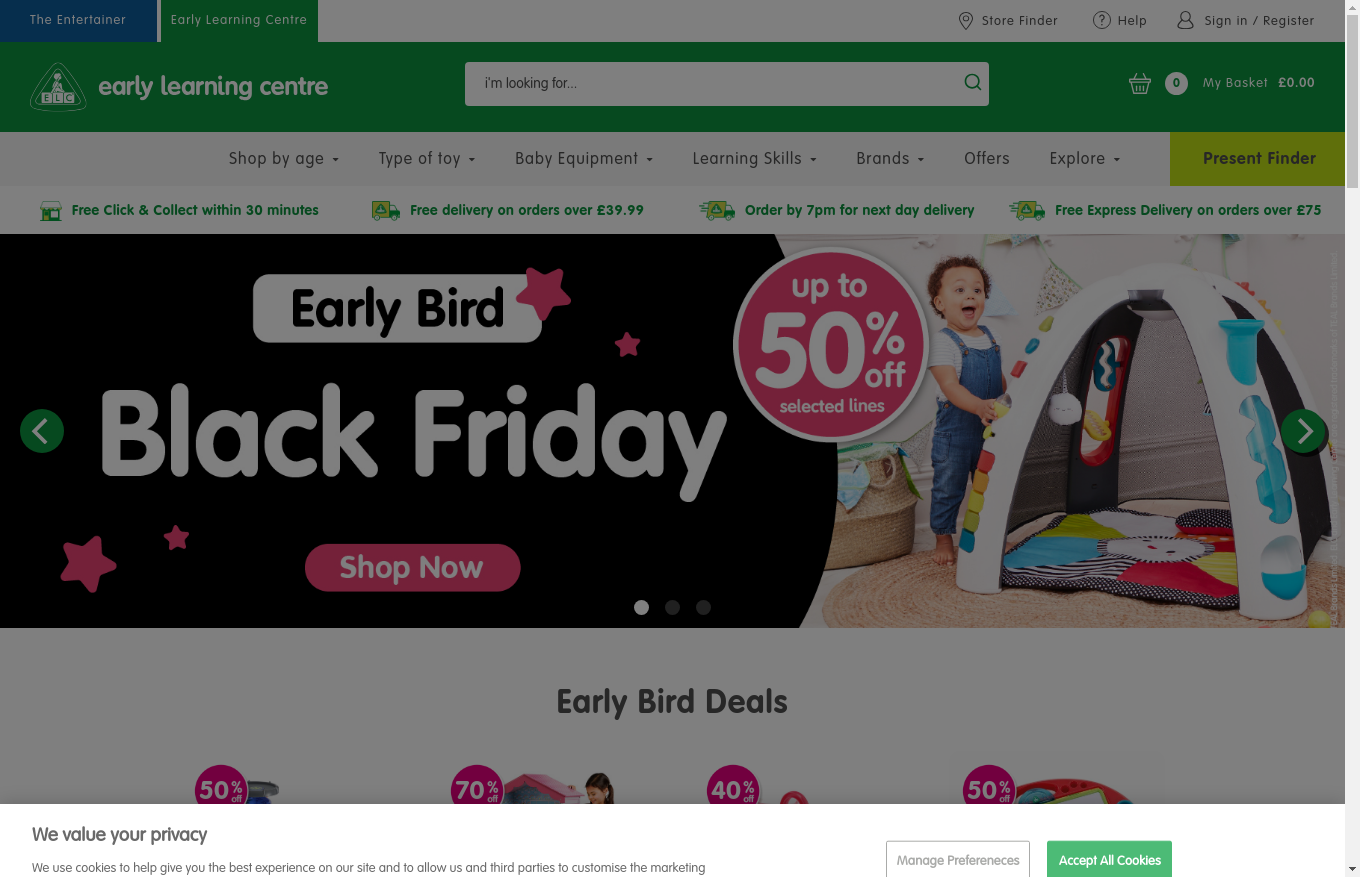 The Entertainer
Early Learning Centre
Store Finder
Help
Sign in / Register
ELC
early learning centre
i'm looking for...
0
My Basket £0.00
Shop by age
Type of toy
Baby Equipment
Learning Skills
Brands
Offers
Explore
Present Finder
Free Click & Collect within 30 minutes
Free delivery on orders over £39.99
Order by 7pm for next day delivery
Free Express Delivery on orders over £75
Early Bird
Black Friday
Shop Now
up to
50% off
selected lines
Early Bird Deals
50% off
70% off
40% off
50% off
We value your privacy
We use cookies to help give you the best experience on our site and to allow us and third parties to customise the marketing
Manage Prefereneces
Accept All Cookies